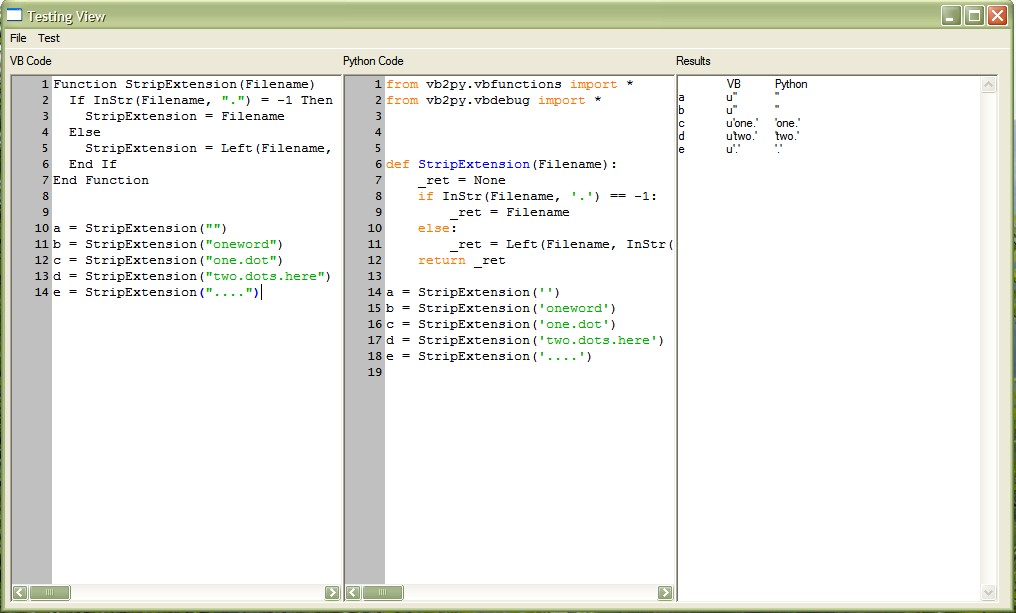 Testing View
File Test
VB Code
1 Function StripExtension(Filename)
2 If InStr(Filename, ".") = -1 Then
3 StripExtension = Filename
4 Else
5 StripExtension = Left(Filename,
6 End If
7 End Function
8
9
10 a = StripExtension("")
11 b = StripExtension("oneword")
12 c = StripExtension("one.dot")
13 d = StripExtension("two.dots.here")
14 e = StripExtension("....")
Python Code
1 from vb2py.vbfunctions import *
2 from vb2py.vbdebug import *
3
4
5
6 def StripExtension(Filename):
7 _ret = None
8 if InStr(Filename, '.') == -1:
9 _ret = Filename
10 else:
11 _ret = Left(Filename, InStr(
12 return _ret
13
14 a = StripExtension('')
15 b = StripExtension('oneword')
16 c = StripExtension('one.dot')
17 d = StripExtension('two.dots.here')
18 e = StripExtension('....')
19
Results
VB Python
a u'' ''
b u'' ''
c u'one.' 'one.'
d u'two.' 'two.'
e u'.' '.'